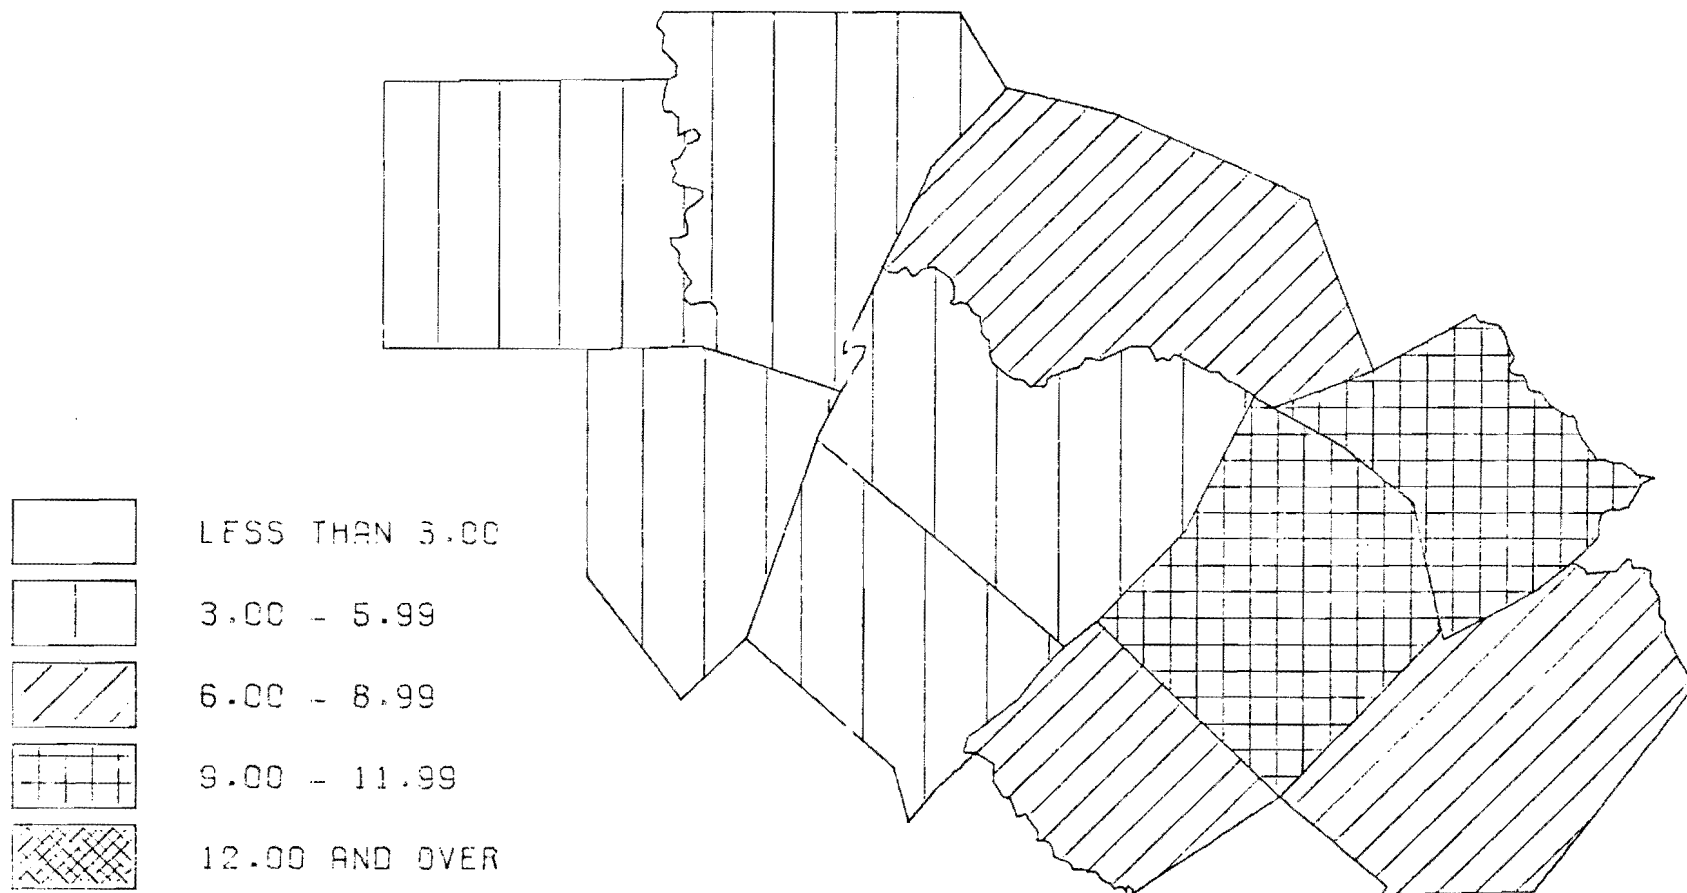 LESS THAN 3.00
3.00 - 5.99
6.00 - 8.99
9.00 - 11.99
12.00 AND OVER